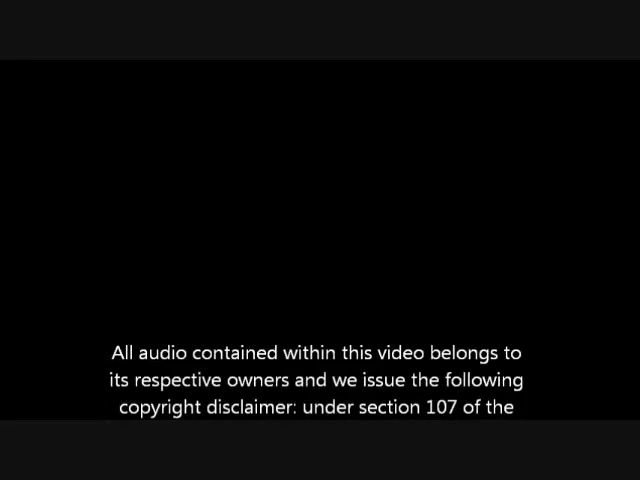 All audio contained within this video belongs to
its respective owners and we issue the following
copyright disclaimer: under section 107 of the